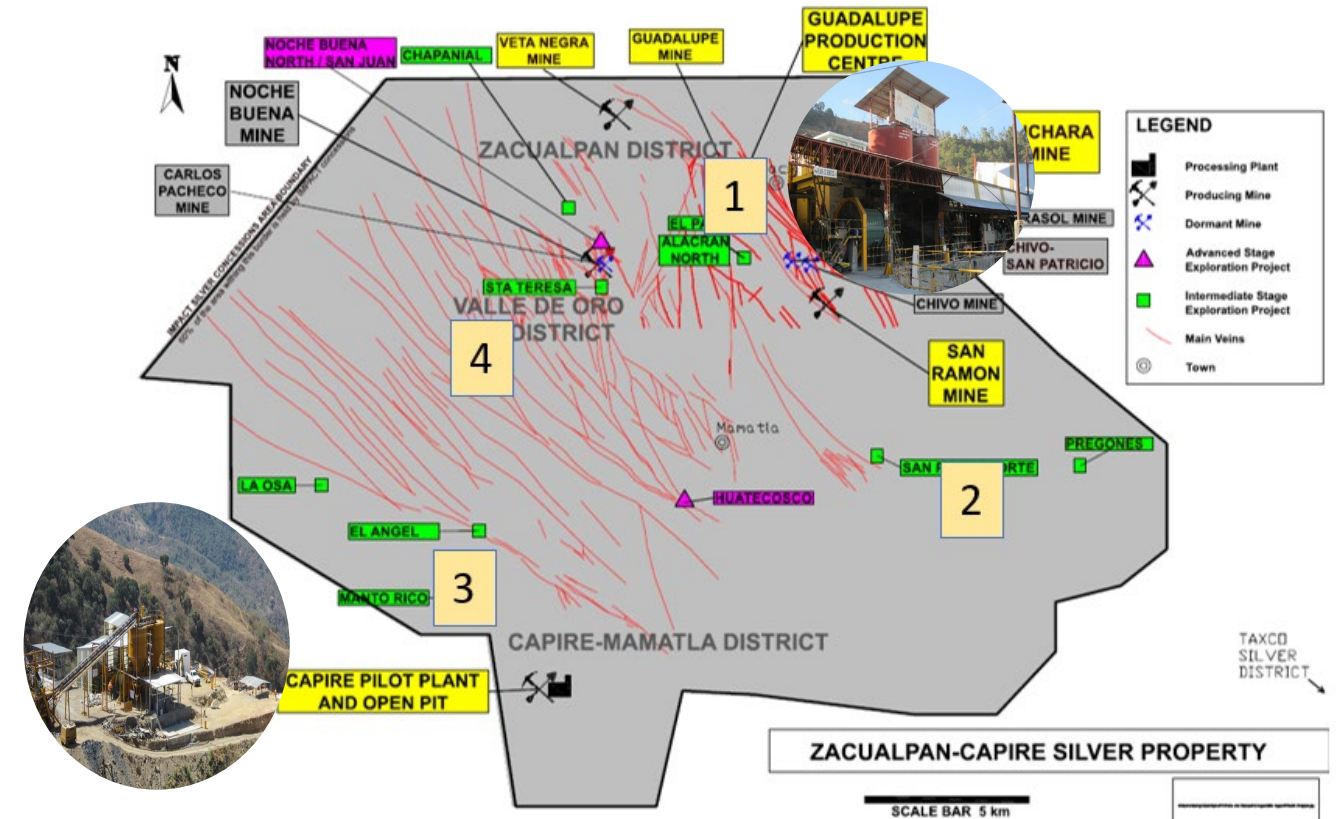 GUADALUPE
PRODUCTION
CENTRE
NOCHE BUENA
NORTH / SAN JUAN
CHAPANIAL
VETA NEGRA
MINE
GUADALUPE
MINE
N
NOCHE
BUENA
MINE
CARLOS
PACHECO
MINE
IMPACT SILVER CONCESSIONS AREA BOUNDARY
ZACUALPAN DISTRICT
1
CHARA
MINE
RASOL MINE
CHIVO-
SAN PATRICIO
CHIVO MINE
EL PA
ALACRAN
NORTH
STA TERESA
VALLE DE ORO
DISTRICT
4
SAN
RAMON
MINE
LEGEND
Processing Plant
Producing Mine
Dormant Mine
Advanced Stage
Exploration Project
Intermediate Stage
Exploration Project
Main Veins
Town
Mamatla
PREGONES
SAN P ORTE
2
HUATECOSCO
LA OSA
EL ANGEL
MANTO RICO
3
CAPIRE-MAMATLA DISTRICT
CAPIRE PILOT PLANT
AND OPEN PIT
TAXCO
SILVER
DISTRICT
ZACUALPAN-CAPIRE SILVER PROPERTY
SCALE BAR 5 km